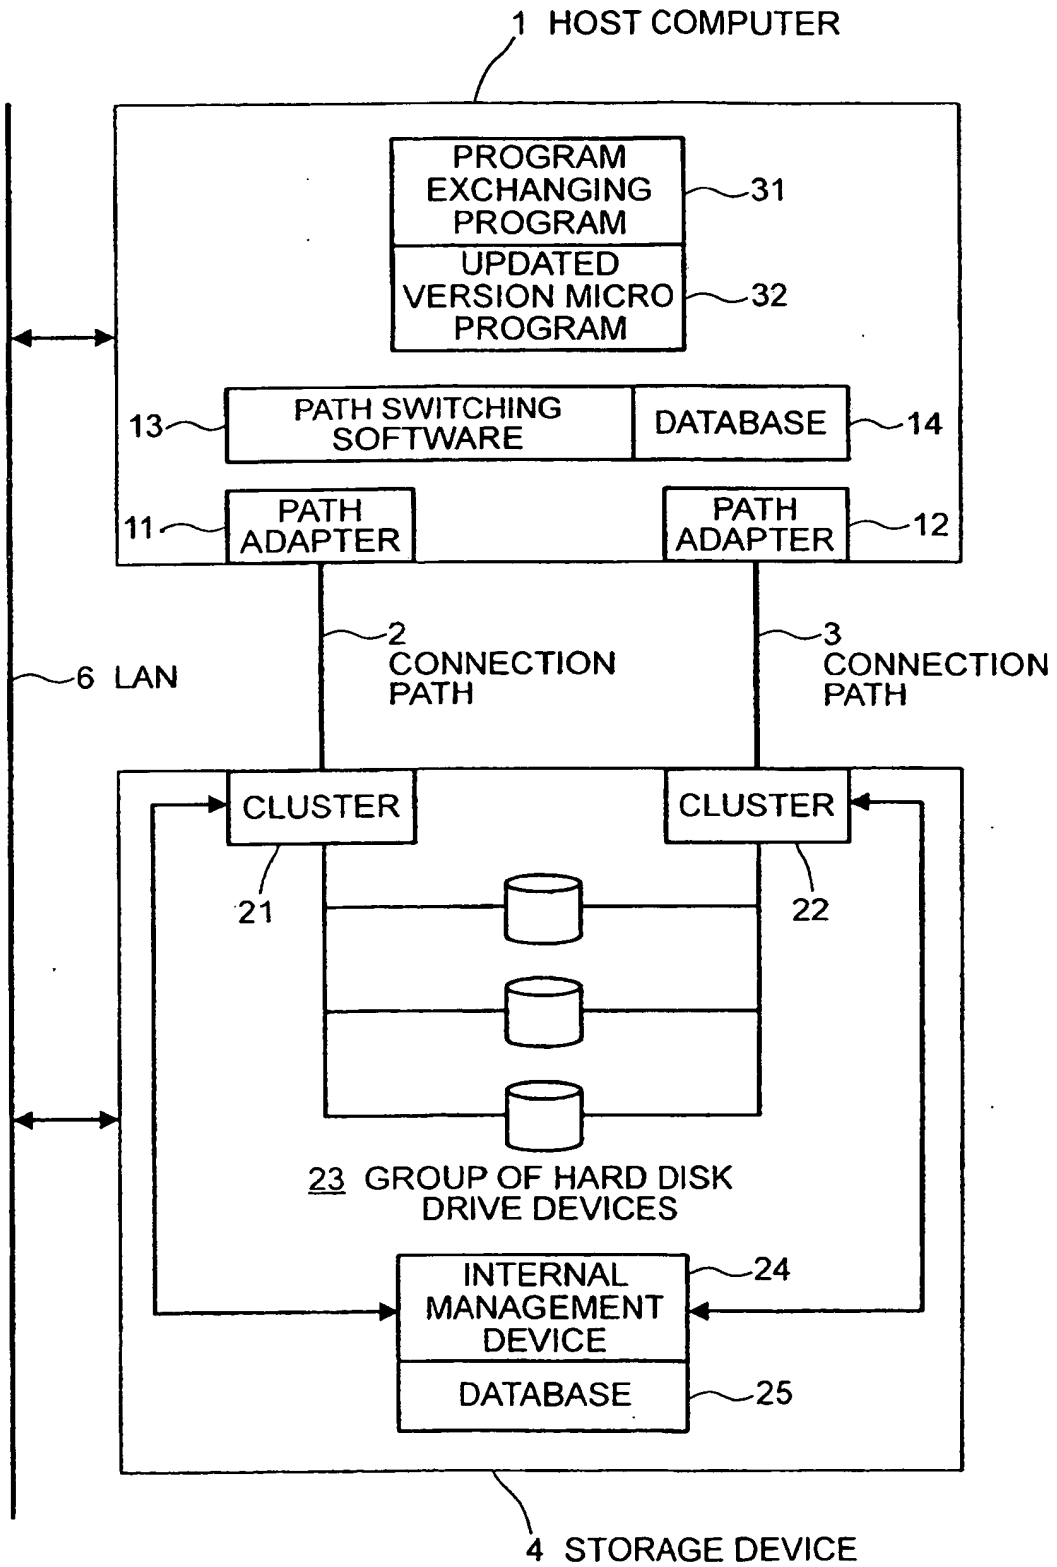 1 HOST COMPUTER
PROGRAM
EXCHANGING
PROGRAM
31
UPDATED
VERSION MICRO
PROGRAM
32
13
PATH SWITCHING
SOFTWARE
DATABASE
14
11
PATH
ADAPTER
PATH
ADAPTER
12
2
CONNECTION
PATH
3
CONNECTION
PATH
6 LAN
CLUSTER
21
CLUSTER
22
23 GROUP OF HARD DISK
DRIVE DEVICES
INTERNAL
MANAGEMENT
DEVICE
24
DATABASE
25
4 STORAGE DEVICE